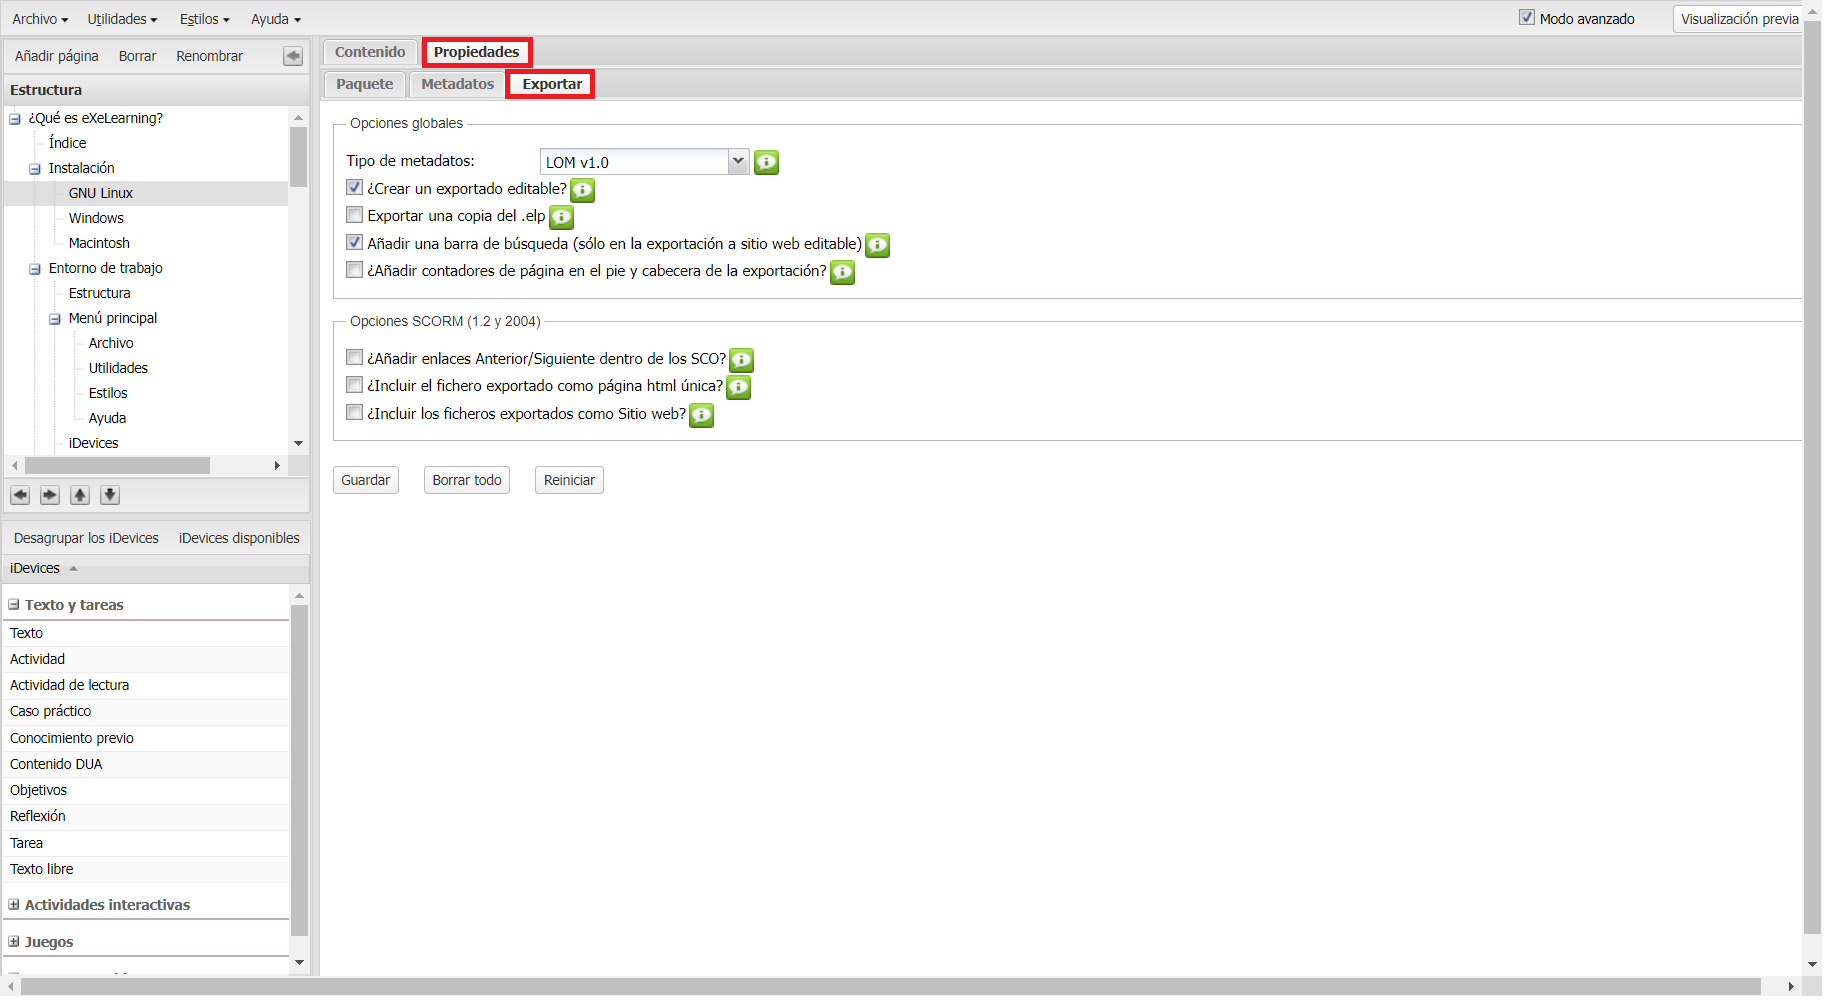 Archivo Utilidades Estilos Ayuda Modo avanzado Visualización previa
Añadir página Borrar Renombrar
Estructura
¿Qué es eXeLearning?
Índice
Instalación
GNU Linux
Windows
Macintosh
Entorno de trabajo
Estructura
Menú principal
Archivo
Utilidades
Estilos
Ayuda
iDevices
Desagrupar los iDevices iDevices disponibles
iDevices
Texto y tareas
Texto
Actividad
Actividad de lectura
Caso práctico
Conocimiento previo
Contenido DUA
Objetivos
Reflexión
Tarea
Texto libre
Actividades interactivas
Juegos
Contenido Propiedades
Paquete Metadatos Exportar
Opciones globales
Tipo de metadatos: LOM v1.0
¿Crear un exportado editable?
Exportar una copia del .elp
Añadir una barra de búsqueda (sólo en la exportación a sitio web editable)
¿Añadir contadores de página en el pie y cabecera de la exportación?
Opciones SCORM (1.2 y 2004)
¿Añadir enlaces Anterior/Siguiente dentro de los SCO?
¿Incluir el fichero exportado como página html única?
¿Incluir los ficheros exportados como Sitio web?
Guardar Borrar todo Reiniciar